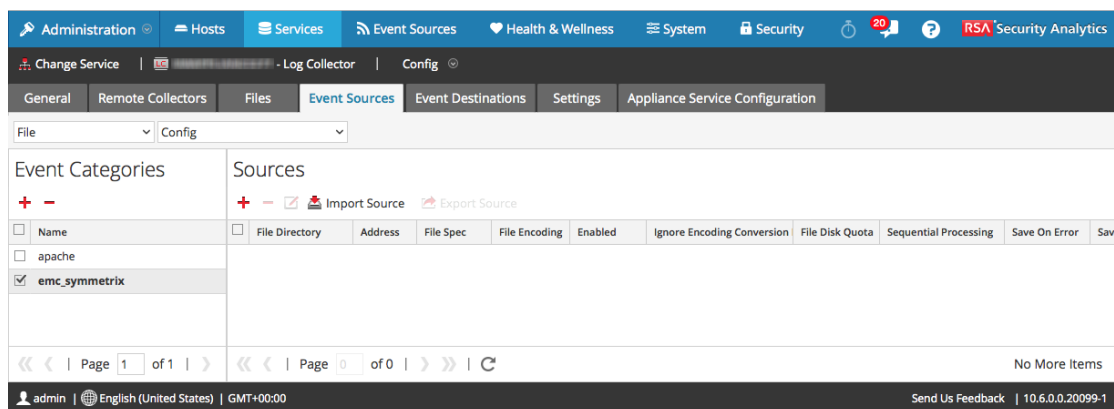 Administration Hosts Services Event Sources Health & Wellness System Security 20 ? RSA Security Analytics
Change Service | LC - Log Collector | Config
General Remote Collectors Files Event Sources Event Destinations Settings Appliance Service Configuration
File Config
Event Categories Sources
Import Source Export Source
Name File Directory Address File Spec File Encoding Enabled Ignore Encoding Conversion File Disk Quota Sequential Processing Save On Error Sav
apache
emc_symmetrix
| Page 1 of 1 | | Page 0 of 0 | | No More Items
admin | English (United States) | GMT+00:00 Send Us Feedback | 10.6.0.0.20099-1